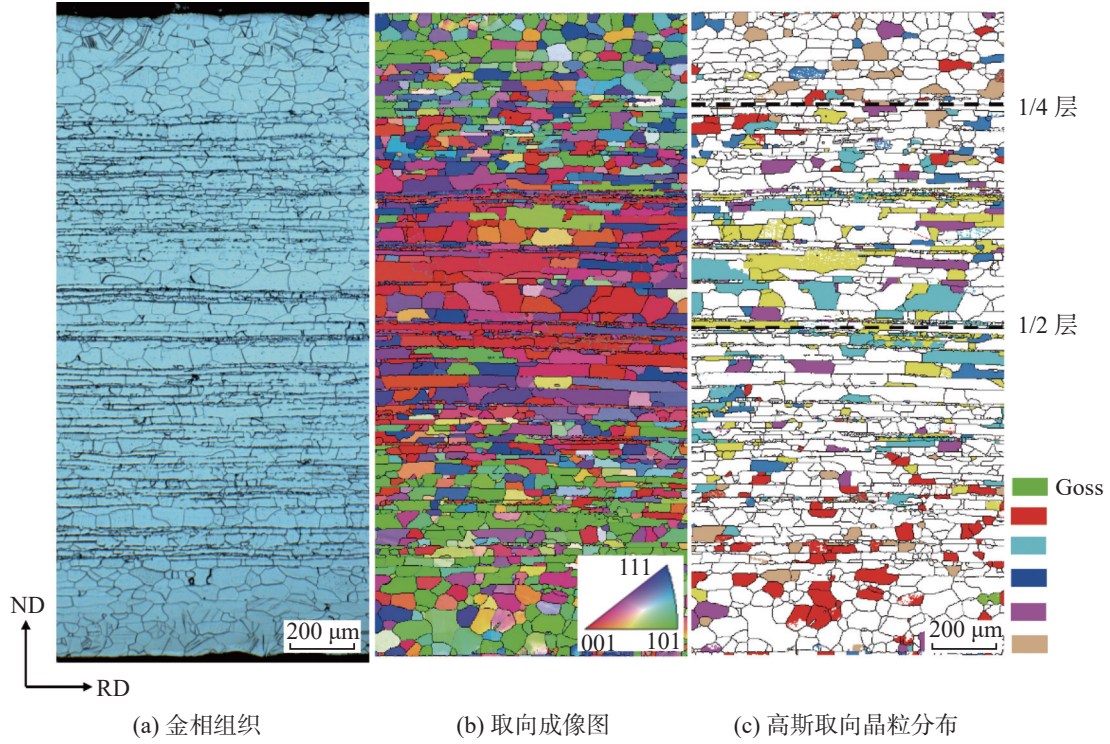 1/4 层
1/2 层
Goss
ND
RD
200 μm
111
001
101
200 μm
(a) 金相组织
(b) 取向成像图
(c) 高斯取向晶粒分布